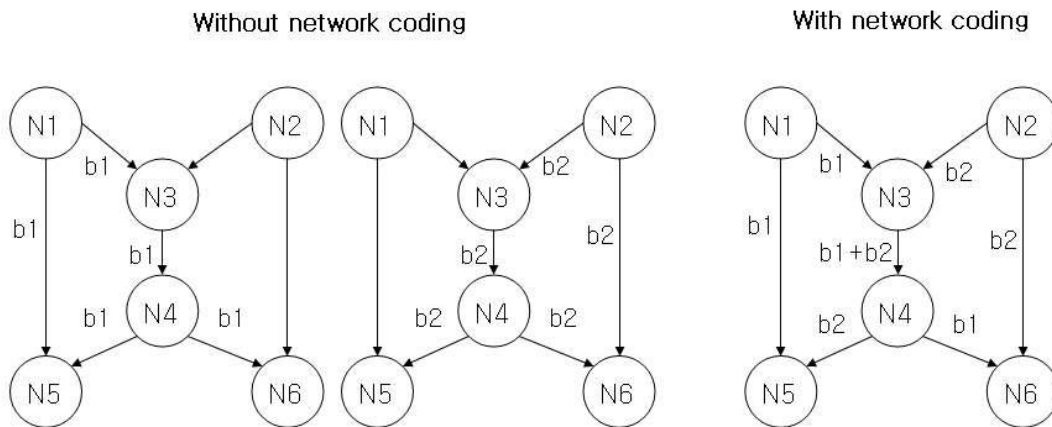 Without network coding
With network coding
N1
N2
N3
N4
N5
N6
b1
b1
b1
b1
b1
N1
N2
N3
N4
N5
N6
b2
b2
b2
b2
b2
N1
N2
N3
N4
N5
N6
b1
b2
b1
b1+b2
b2
b2
b1